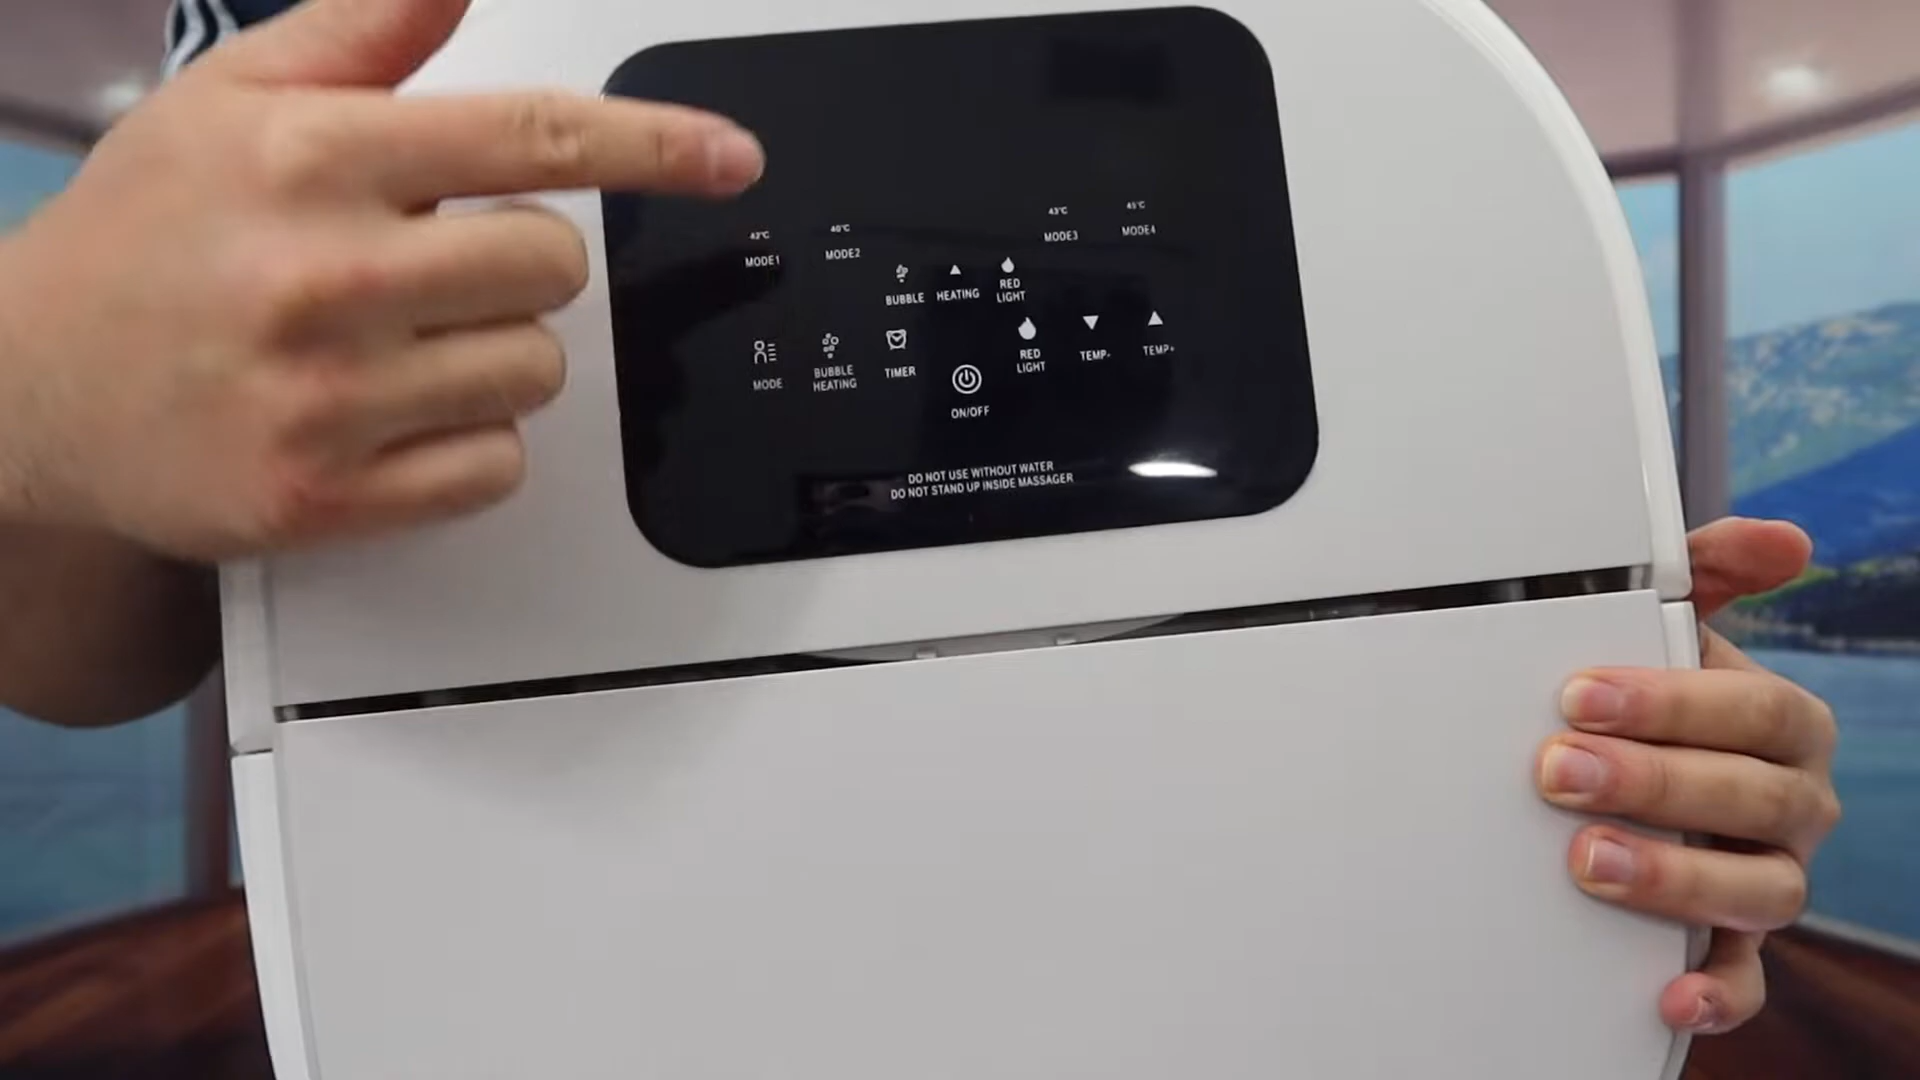 42°C
40°C
43°C
45°C
MODE1
MODE2
MODE3
MODE4
BUBBLE
HEATING
RED
LIGHT
MODE
BUBBLE
HEATING
TIMER
ON/OFF
RED
LIGHT
TEMP-
TEMP+
DO NOT USE WITHOUT WATER
DO NOT STAND UP INSIDE MASSAGER